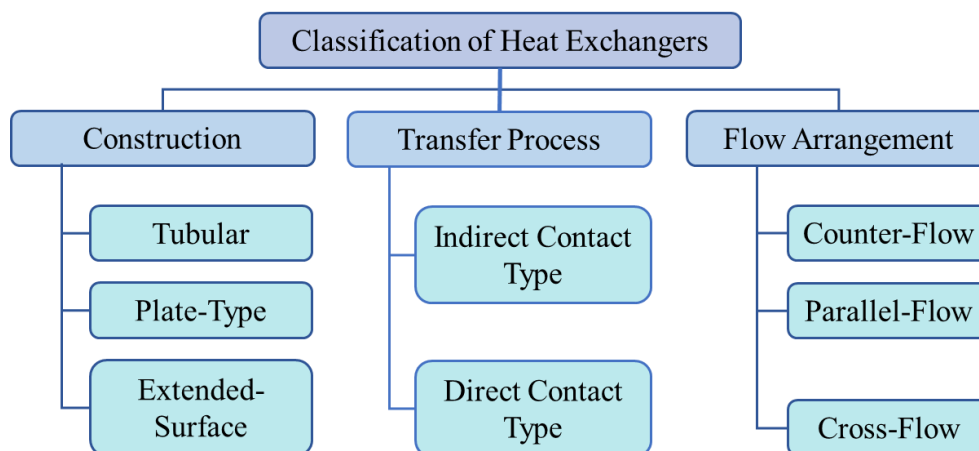 Classification of Heat Exchangers
Construction
Transfer Process
Flow Arrangement
Tubular
Plate-Type
Extended-
Surface
Indirect Contact
Type
Direct Contact
Type
Counter-Flow
Parallel-Flow
Cross-Flow